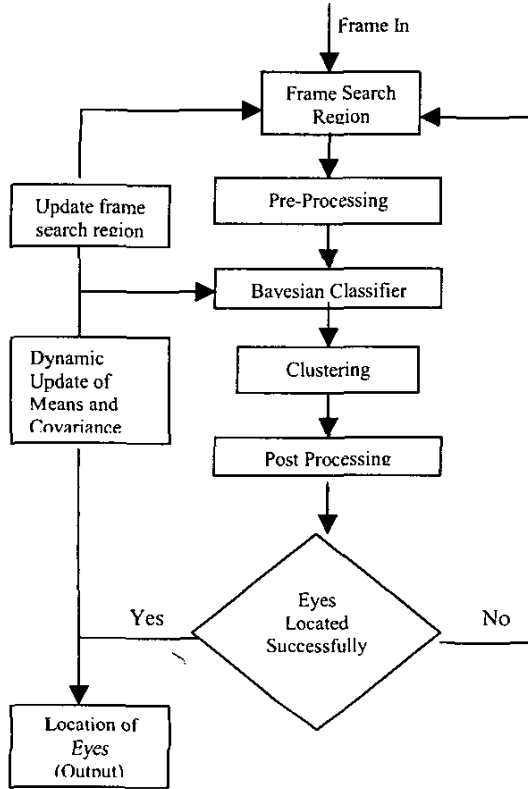 Frame In
Frame Search
Region
Update frame
search region
Pre-Processing
Bavesian Classifier
Dynamic
Update of
Means and
Covariance
Clustering
Post Processing
Eyes
Located
Successfully
Yes
No
Location of
Eyes
(Output)